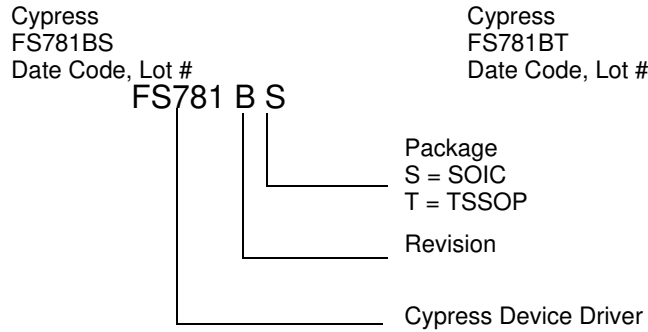 Cypress
FS781BS
Date Code, Lot #
Cypress
FS781BT
Date Code, Lot #
FS781 B S
Package
S = SOIC
T = TSSOP
Revision
Cypress Device Driver